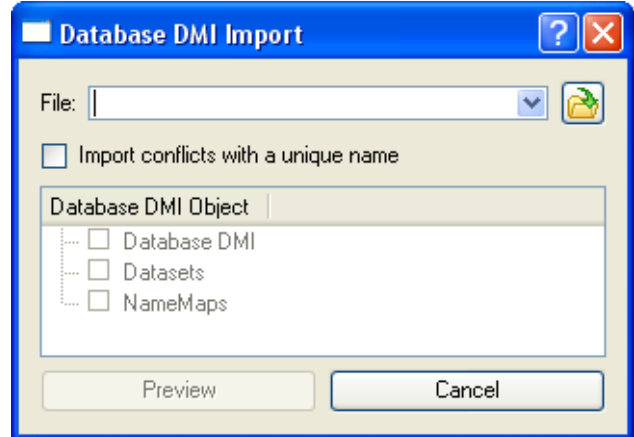 Database DMI Import
File:
Import conflicts with a unique name
Database DMI Object
Database DMI
Datasets
NameMaps
Preview Cancel